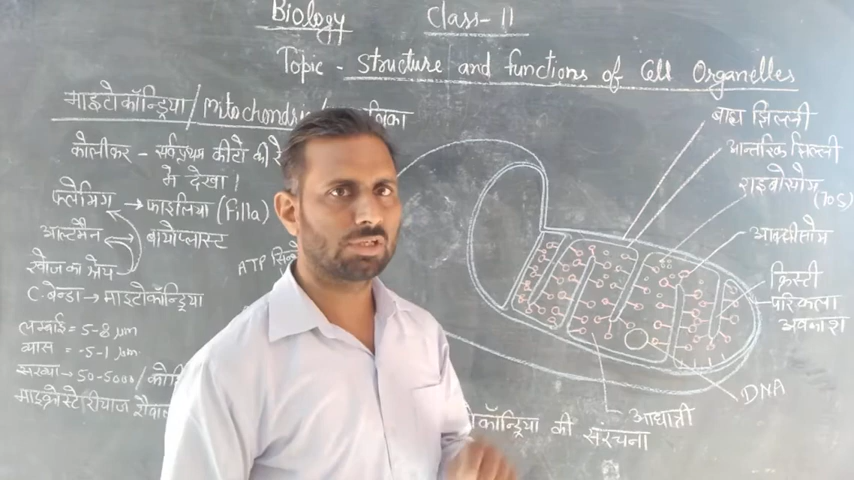 Biology Class-11
Topic - Structure and functions of Cell Organelles
माइटोकॉन्ड्रिया/Mitochondri
कोलीकर - सर्वप्रथम कीटो की रे
मे देखा।
फ्लेमिंग → फाइलिया (Filla)
आल्टमैन → बायोप्लास्ट
खोज का श्रेय
C. बेन्डा → माइटोकॉन्ड्रिया
लम्बाई = 5-8 μm
व्यास = .5-1 μm
संख्या → 50-5000/कोशि
ATP
बाह्य झिल्ली
आन्तरिक झिल्ली
राइबोसोम (70S)
आक्सीसोम
क्रिस्टी
परिकला
अवकाश
DNA
आधात्री
कॉन्ड्रिया की संरचना